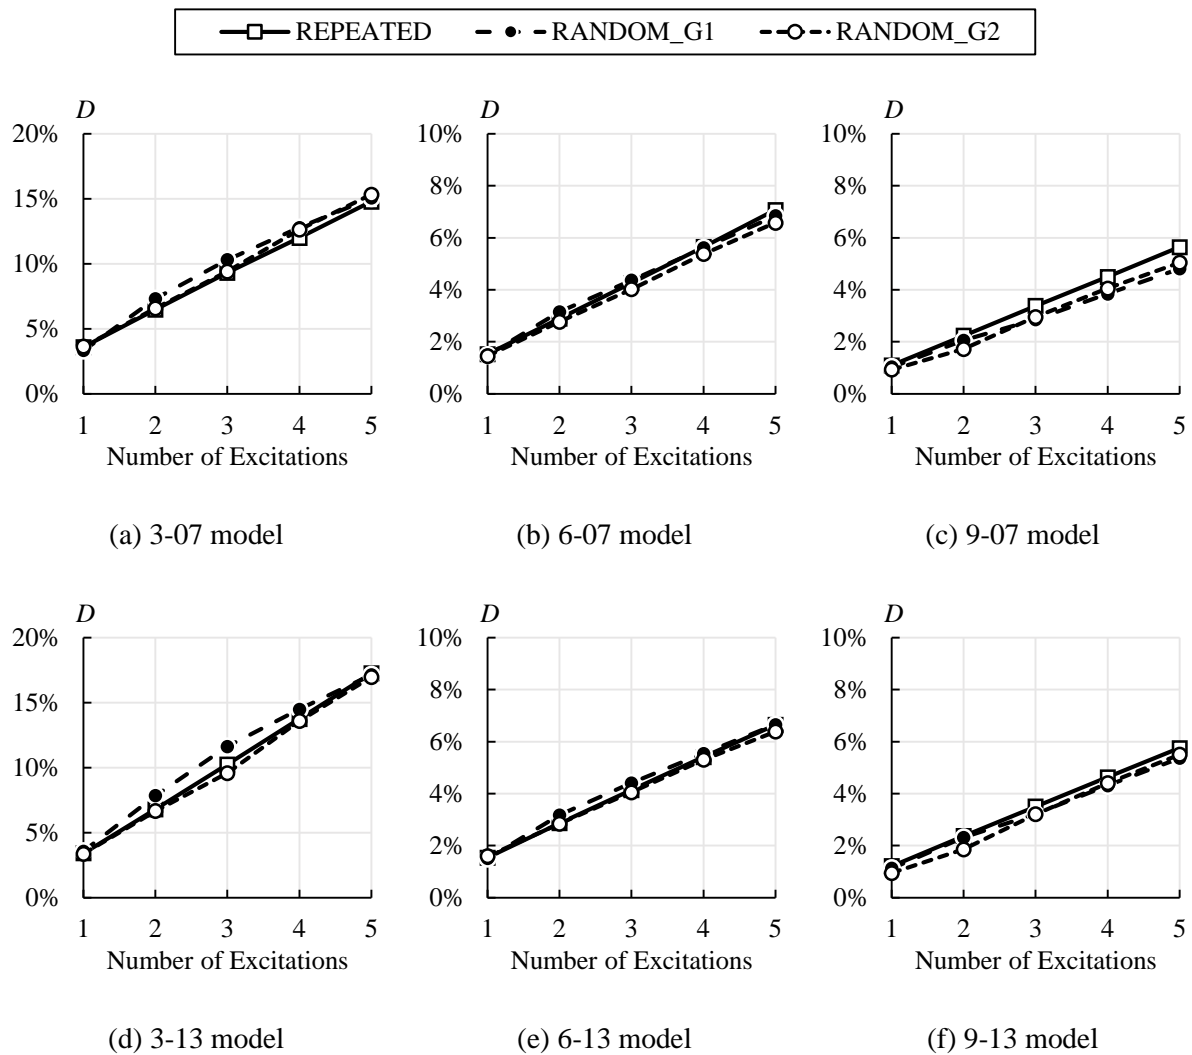 REPEATED RANDOM_G1 RANDOM_G2
D
20%
15%
10%
5%
0%
1 2 3 4 5
Number of Excitations
(a) 3-07 model
10%
8%
6%
4%
2%
0%
1 2 3 4 5
Number of Excitations
(b) 6-07 model
10%
8%
6%
4%
2%
0%
1 2 3 4 5
Number of Excitations
(c) 9-07 model
D
20%
15%
10%
5%
0%
1 2 3 4 5
Number of Excitations
(d) 3-13 model
D
10%
8%
6%
4%
2%
0%
1 2 3 4 5
Number of Excitations
(e) 6-13 model
D
10%
8%
6%
4%
2%
0%
1 2 3 4 5
Number of Excitations
(f) 9-13 model